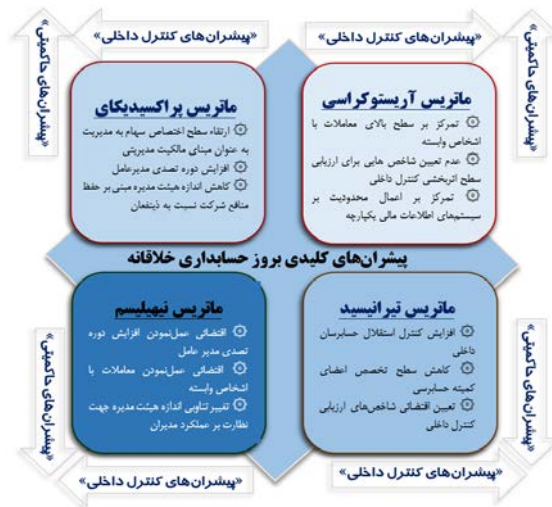 «پیشران‌های کنترل داخلی»
«پیشران‌های کنترل داخلی»
«پیشران‌های حاکمیتی»
«پیشران‌های حاکمیتی»
ماتریس آریستوکراسی
تمرکز بر سطح بالای معاملات با
اشخاص وابسته
عدم تعیین شاخص هایی برای ارزیابی
سطح اثربخشی کنترل داخلی
تمرکز بر اعمال محدودیت بر
سیستم‌های اطلاعات مالی یکپارچه
ماتریس پراکسیدیکای
ارتقاء سطح اختصاص سهام به مدیریت
به عنوان مبنای مالکیت مدیریتی
افزایش دوره تصدی مدیرعامل
کاهش اندازه هیئت مدیره مبنی بر حفظ
منافع شرکت نسبت به ذینفعان
پیشران‌های کلیدی بروز حسابداری خلاقانه
ماتریس تیرانیسید
افزایش کنترل استقلال حسابرسان
داخلی
کاهش سطح تخصص اعضای
کمیته حسابرسی
تعیین اقتضائی شاخص‌های ارزیابی
کنترل داخلی
ماتریس نیهیلیسم
اقتضائی عمل‌نمودن افزایش دوره
تصدی مدیر عامل
اقتضائی عمل‌نمودن معاملات با
اشخاص وابسته
تغییر تناوبی اندازه هیئت مدیره جهت
نظارت بر عملکرد مدیران
«پیشران‌های حاکمیتی»
«پیشران‌های حاکمیتی»
«پیشران‌های کنترل داخلی»
«پیشران‌های کنترل داخلی»